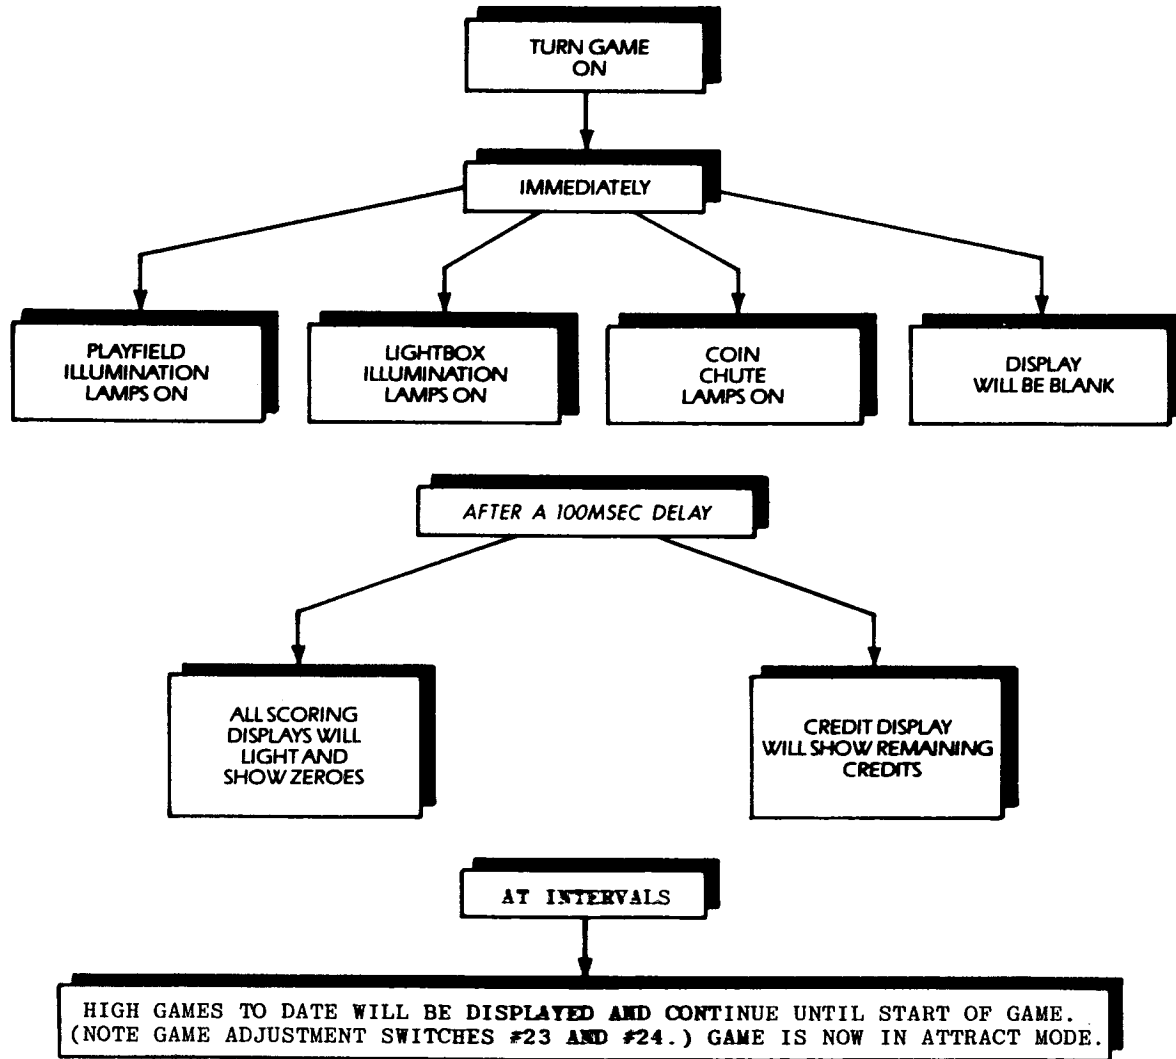 TURN GAME
ON
IMMEDIATELY
PLAYFIELD
ILLUMINATION
LAMPS ON
LIGHTBOX
ILLUMINATION
LAMPS ON
COIN
CHUTE
LAMPS ON
DISPLAY
WILL BE BLANK
AFTER A 100MSEC DELAY
ALL SCORING
DISPLAYS WILL
LIGHT AND
SHOW ZEROES
CREDIT DISPLAY
WILL SHOW REMAINING
CREDITS
AT INTERVALS
HIGH GAMES TO DATE WILL BE DISPLAYED AND CONTINUE UNTIL START OF GAME.
(NOTE GAME ADJUSTMENT SWITCHES #23 AND #24.) GAME IS NOW IN ATTRACT MODE.